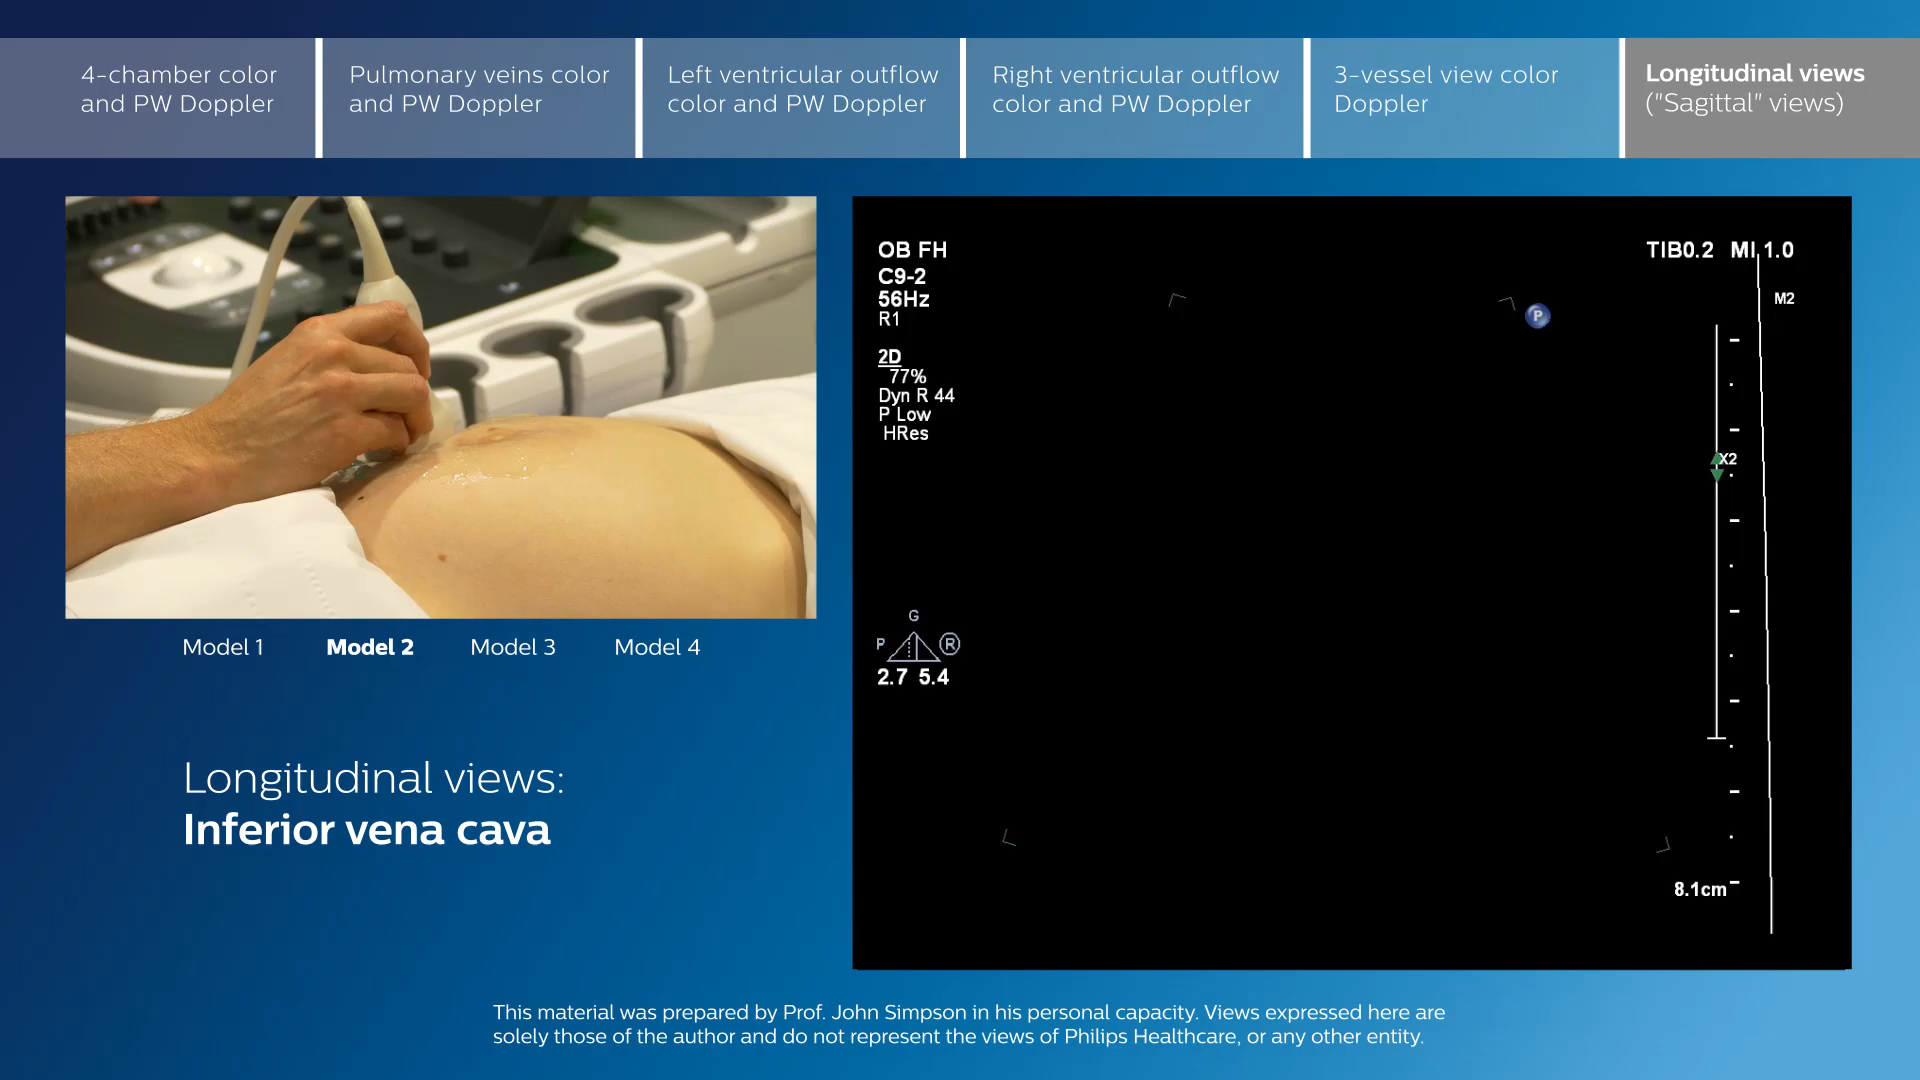 4-chamber color
and PW Doppler
Pulmonary veins color
and PW Doppler
Left ventricular outflow
color and PW Doppler
Right ventricular outflow
color and PW Doppler
3-vessel view color
Doppler
Longitudinal views
("Sagittal" views)
OB FH
C9-2
56Hz
R1
2D
77%
Dyn R 44
P Low
HRes
TIB0.2 MI 1.0
M2
P
X2
G
P R
2.7 5.4
8.1cm
Model 1 Model 2 Model 3 Model 4
Longitudinal views:
Inferior vena cava
This material was prepared by Prof. John Simpson in his personal capacity. Views expressed here are
solely those of the author and do not represent the views of Philips Healthcare, or any other entity.